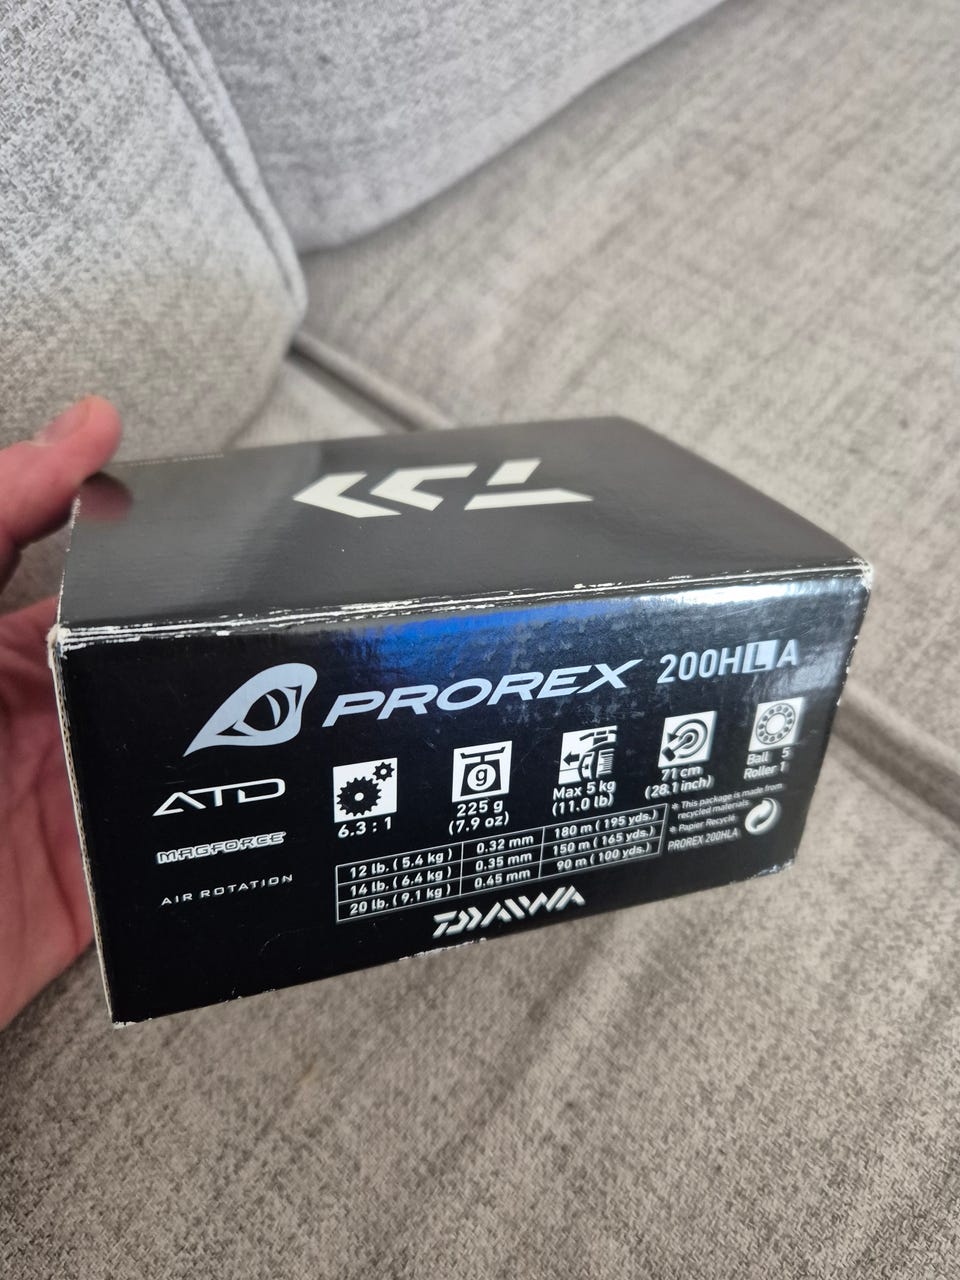 PROREX 200HLA
ATD
MAGFORCE
AIR ROTATION
6.3 : 1
g
225 g
(7.9 oz)
Max 5 kg
(11.0 lb)
71 cm
(28.1 inch)
Ball 5
Roller 1
12 lb. ( 5.4 kg ) 0.32 mm 180 m ( 195 yds. )
14 lb. ( 6.4 kg ) 0.35 mm 150 m ( 165 yds. )
20 lb. ( 9.1 kg ) 0.45 mm 90 m ( 100 yds. )
* This package is made from
recycled materials
* Papier Recyclé
PROREX 200HLA
DAIWA